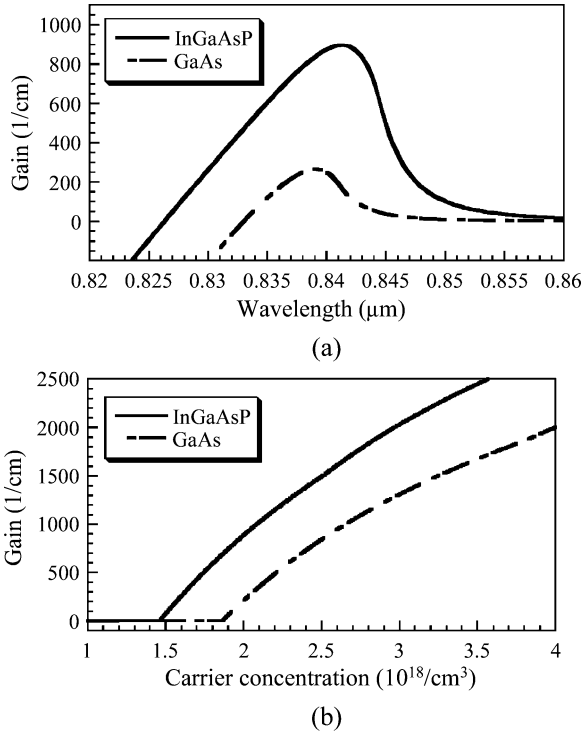 1000
800
600
400
200
0
Gain (1/cm)
InGaAsP
GaAs
0.82 0.825 0.83 0.835 0.84 0.845 0.85 0.855 0.86
Wavelength (µm)
(a)
2500
2000
1500
1000
500
0
Gain (1/cm)
InGaAsP
GaAs
1 1.5 2 2.5 3 3.5 4
Carrier concentration (10¹⁸/cm³)
(b)